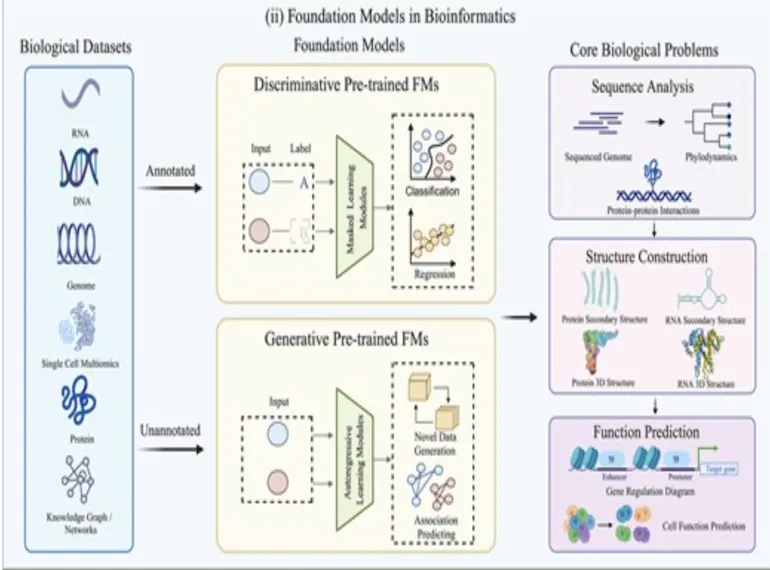 (ii) Foundation Models in Bioinformatics
Biological Datasets
Foundation Models
Core Biological Problems
RNA
DNA
Genome
Single Cell Multiomics
Protein
Knowledge Graph /
Networks
Annotated
Unannotated
Discriminative Pre-trained FMs
Input
Label
A
B
Masked Learning
Modules
Classification
Regression
Generative Pre-trained FMs
Input
Autoregressive
Learning Modules
Novel Data
Generation
Association
Predicting
Sequence Analysis
Sequenced Genome
Phylodynamics
Protein-protein Interactions
Structure Construction
Protein Secondary Structure
RNA Secondary Structure
Protein 3D Structure
RNA 3D Structure
Function Prediction
Enhancer
Promoter
Target gene
Gene Regulation Diagram
Cell Function Prediction